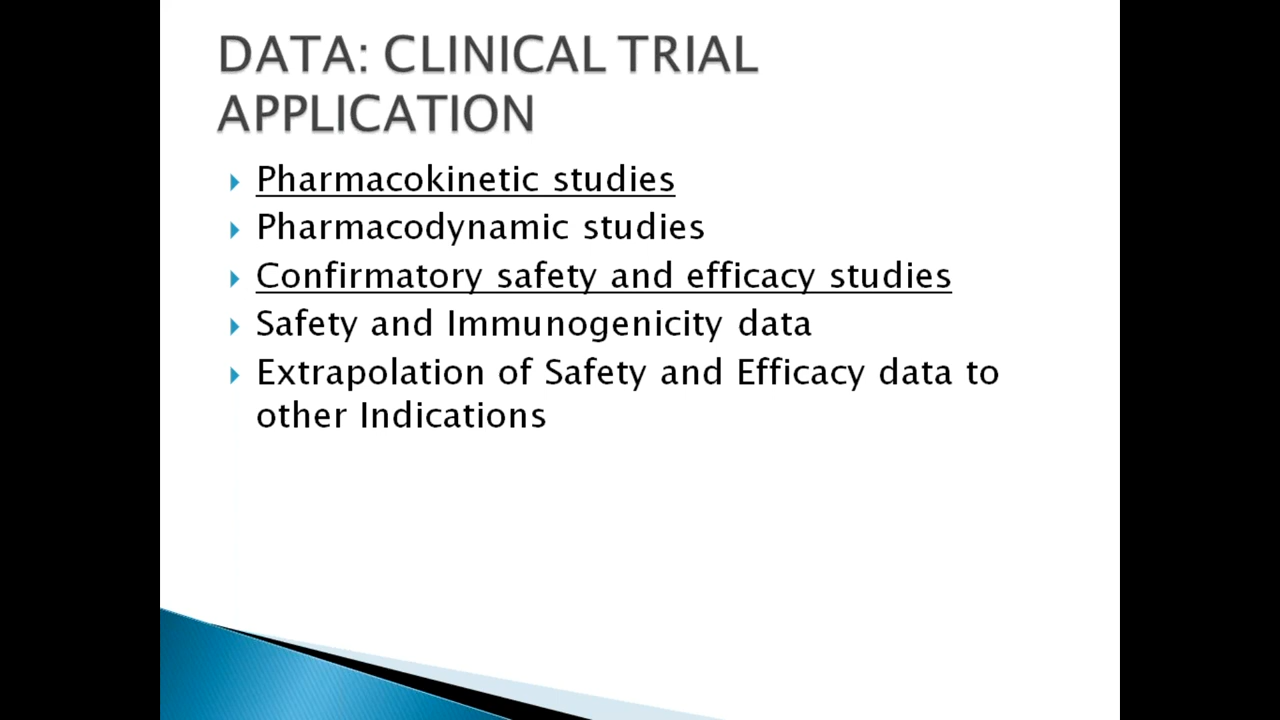 DATA: CLINICAL TRIAL
APPLICATION
Pharmacokinetic studies
Pharmacodynamic studies
Confirmatory safety and efficacy studies
Safety and Immunogenicity data
Extrapolation of Safety and Efficacy data to
other Indications